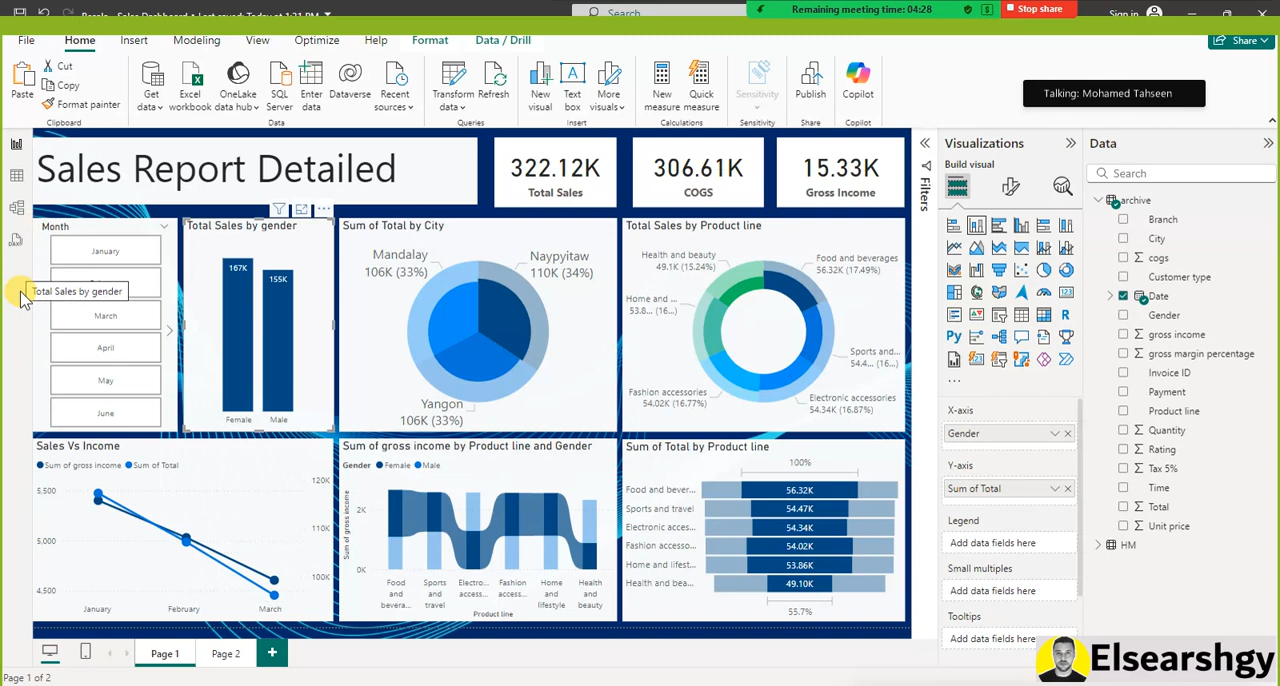 Search
Remaining meeting time: 04:28
Stop share
Sign in
File Home Insert Modeling View Optimize Help Format Data / Drill
Share
Paste
Cut
Copy
Format painter
Get data
Excel workbook
OneLake data hub
SQL Server
Enter data
Dataverse
Recent sources
Transform data
Refresh
New visual
Text box
More visuals
New measure
Quick measure
Sensitivity
Publish
Copilot
Clipboard
Data
Queries
Insert
Calculations
Sensitivity
Share
Copilot
Talking: Mohamed Tahseen
Sales Report Detailed
322.12K
Total Sales
306.61K
COGS
15.33K
Gross Income
Month
January
March
April
May
June
Total Sales by gender
Total Sales by gender
167K
155K
Female Male
Sum of Total by City
Mandalay
106K (33%)
Naypyitaw
110K (34%)
Yangon
106K (33%)
Total Sales by Product line
Health and beauty
49.1K (15.24%)
Food and beverages
56.32K (17.49%)
Home and ...
53.8... (16...)
Sports and...
54.4... (16...)
Fashion accessories
54.02K (16.77%)
Electronic accessories
54.34K (16.87%)
Sales Vs Income
Sum of gross income Sum of Total
5,500
5,000
4,500
120K
110K
100K
January February March
Sum of gross income by Product line and Gender
Gender Female Male
Sum of gross income
2K
0K
Food and bevera...
Sports and travel
Electro... access...
Fashion access...
Home and lifestyle
Health and beauty
Product line
Sum of Total by Product line
100%
Food and bever... 56.32K
Sports and travel 54.47K
Electronic acces... 54.34K
Fashion accesso... 54.02K
Home and lifest... 53.86K
Health and bea... 49.10K
55.7%
Filters
Visualizations
Build visual
X-axis
Gender
Y-axis
Sum of Total
Legend
Add data fields here
Small multiples
Add data fields here
Tooltips
Add data fields here
Data
Search
archive
Branch
City
cogs
Customer type
Date
Gender
gross income
gross margin percentage
Invoice ID
Payment
Product line
Quantity
Rating
Tax 5%
Time
Total
Unit price
HM
Page 1
Page 2
Page 1 of 2
Elsearshgy